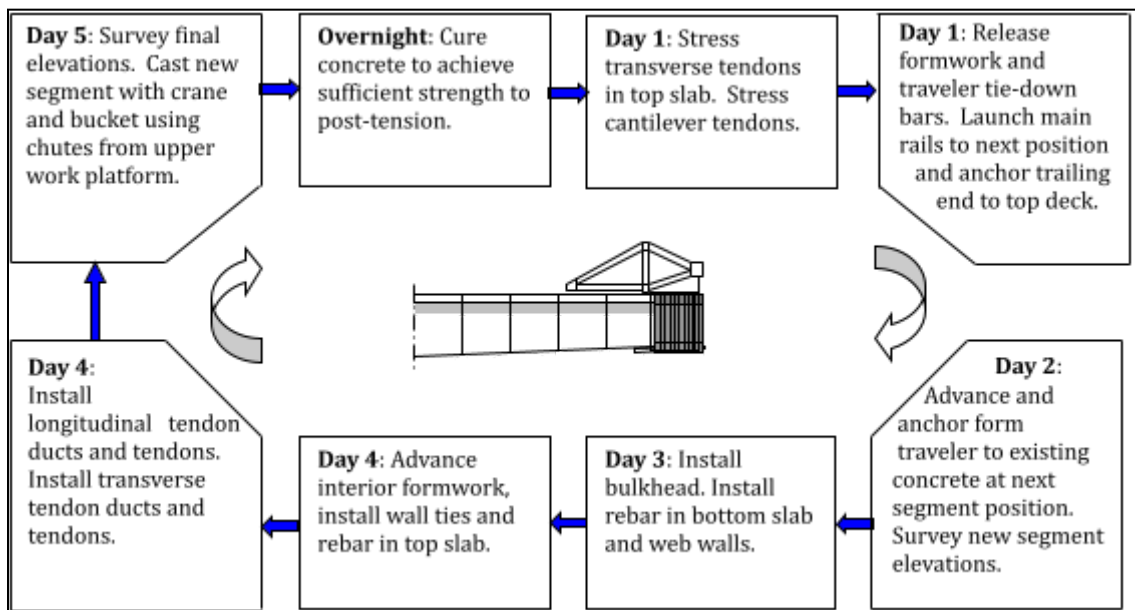 Day 5: Survey final
elevations. Cast new
segment with crane
and bucket using
chutes from upper
work platform.
Overnight: Cure
concrete to achieve
sufficient strength to
post-tension.
Day 1: Stress
transverse tendons
in top slab. Stress
cantilever tendons.
Day 1: Release
formwork and
traveler tie-down
bars. Launch main
rails to next position
and anchor trailing
end to top deck.
Day 2:
Advance and
anchor form
traveler to existing
concrete at next
segment position.
Survey new segment
elevations.
Day 3: Install
bulkhead. Install
rebar in bottom slab
and web walls.
Day 4: Advance
interior formwork,
install wall ties and
rebar in top slab.
Day 4:
Install
longitudinal tendon
ducts and tendons.
Install transverse
tendon ducts and
tendons.